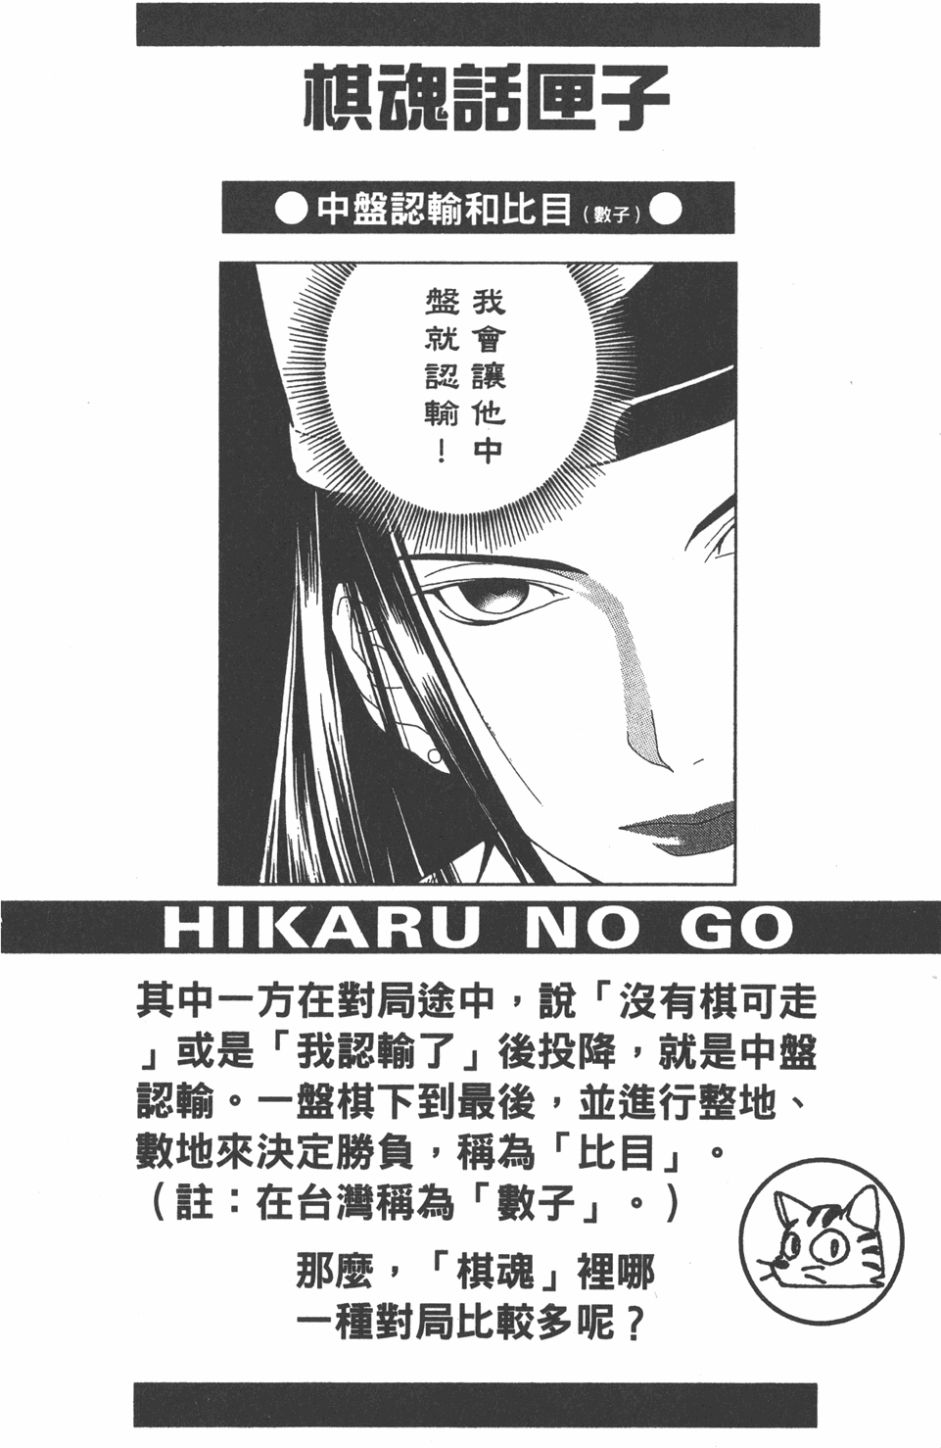 棋魂話匣子
●中盤認輸和比目(數子)●
我會讓他中
盤就認輸！
HIKARU NO GO
其中一方在對局途中，說「沒有棋可走
」或是「我認輸了」後投降，就是中盤
認輸。一盤棋下到最後，並進行整地、
數地來決定勝負，稱為「比目」。
（註：在台灣稱為「數子」。）
那麼，「棋魂」裡哪
一種對局比較多呢？